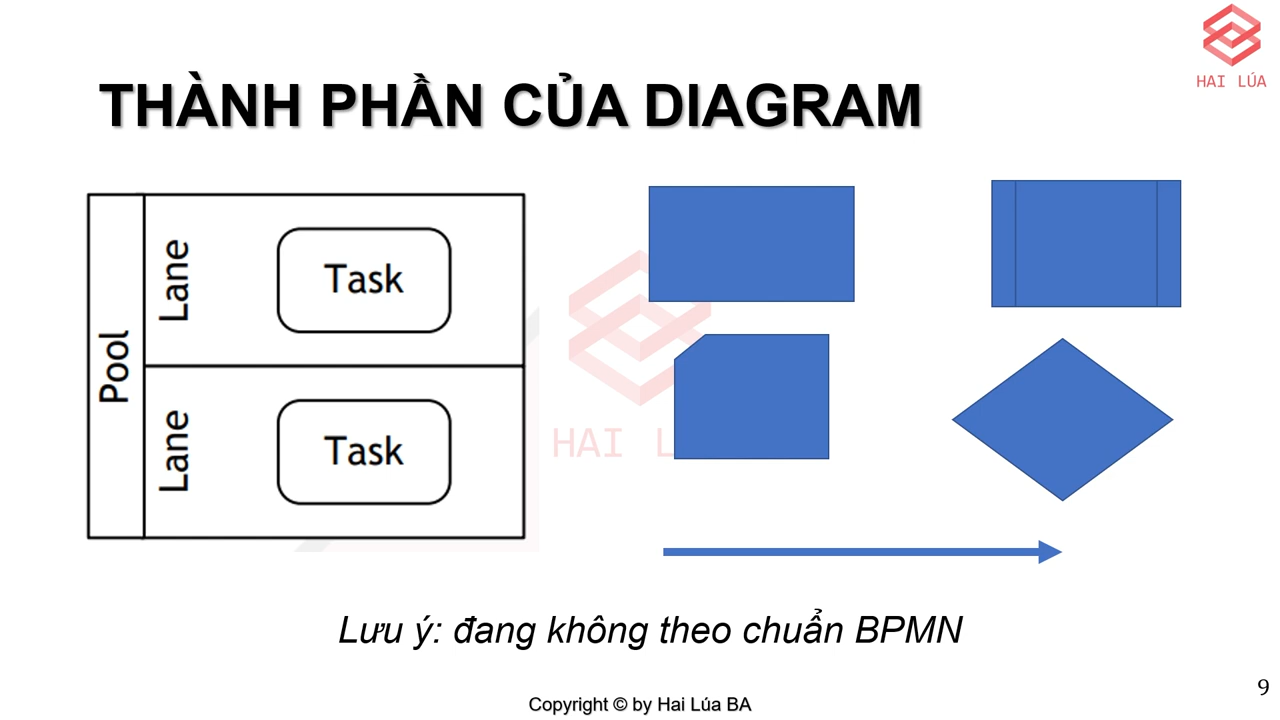 HAI LÚA
THÀNH PHẦN CỦA DIAGRAM
Pool
Lane
Task
Lane
Task
HAI L
Lưu ý: đang không theo chuẩn BPMN
Copyright © by Hai Lúa BA
9